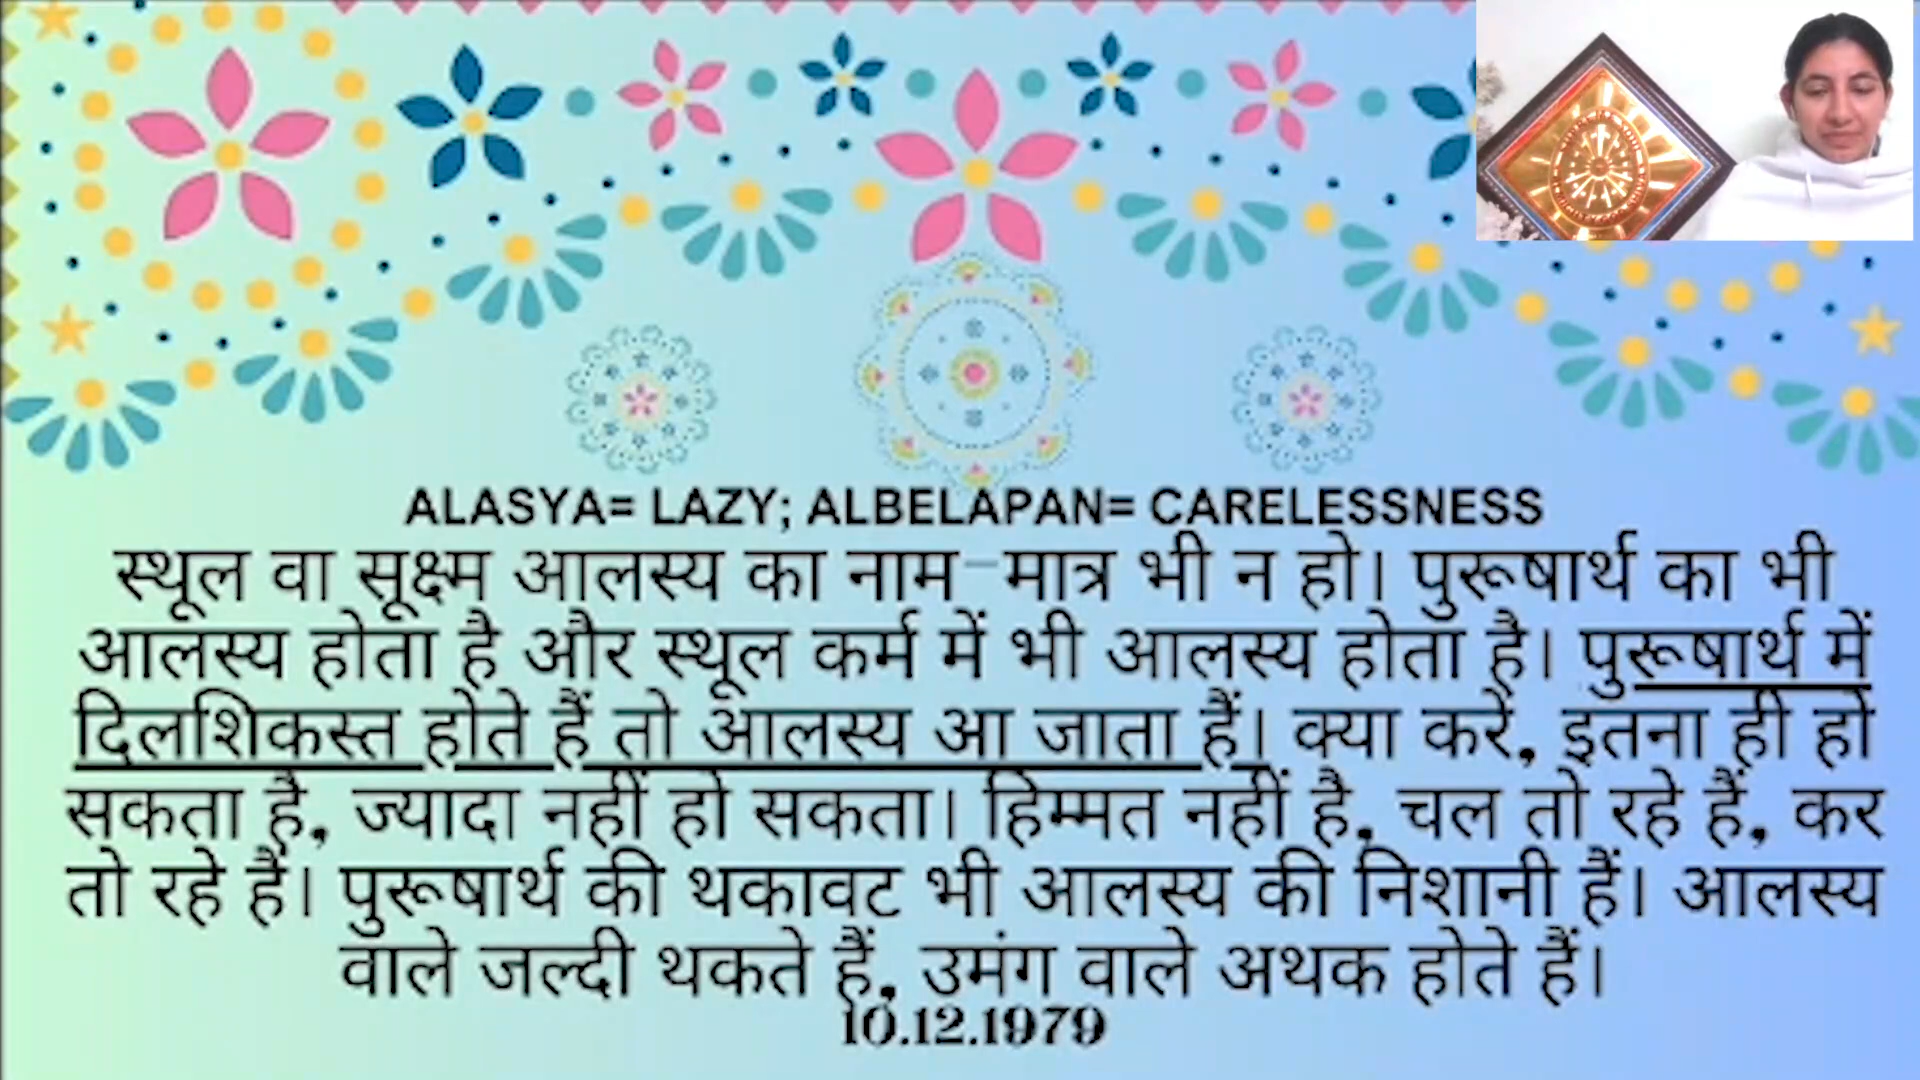 ALASYA= LAZY; ALBELAPAN= CARELESSNESS
स्थूल वा सूक्ष्म आलस्य का नाम-मात्र भी न हो। पुरूषार्थ का भी
आलस्य होता है और स्थूल कर्म में भी आलस्य होता है। पुरूषार्थ में
दिलशिकस्त होते हैं तो आलस्य आ जाता हैं। क्या करें, इतना ही हो
सकता है, ज्यादा नहीं हो सकता। हिम्मत नहीं है, चल तो रहे हैं, कर
तो रहे हैं। पुरूषार्थ की थकावट भी आलस्य की निशानी हैं। आलस्य
वाले जल्दी थकते हैं, उमंग वाले अथक होते हैं।
10.12.1979